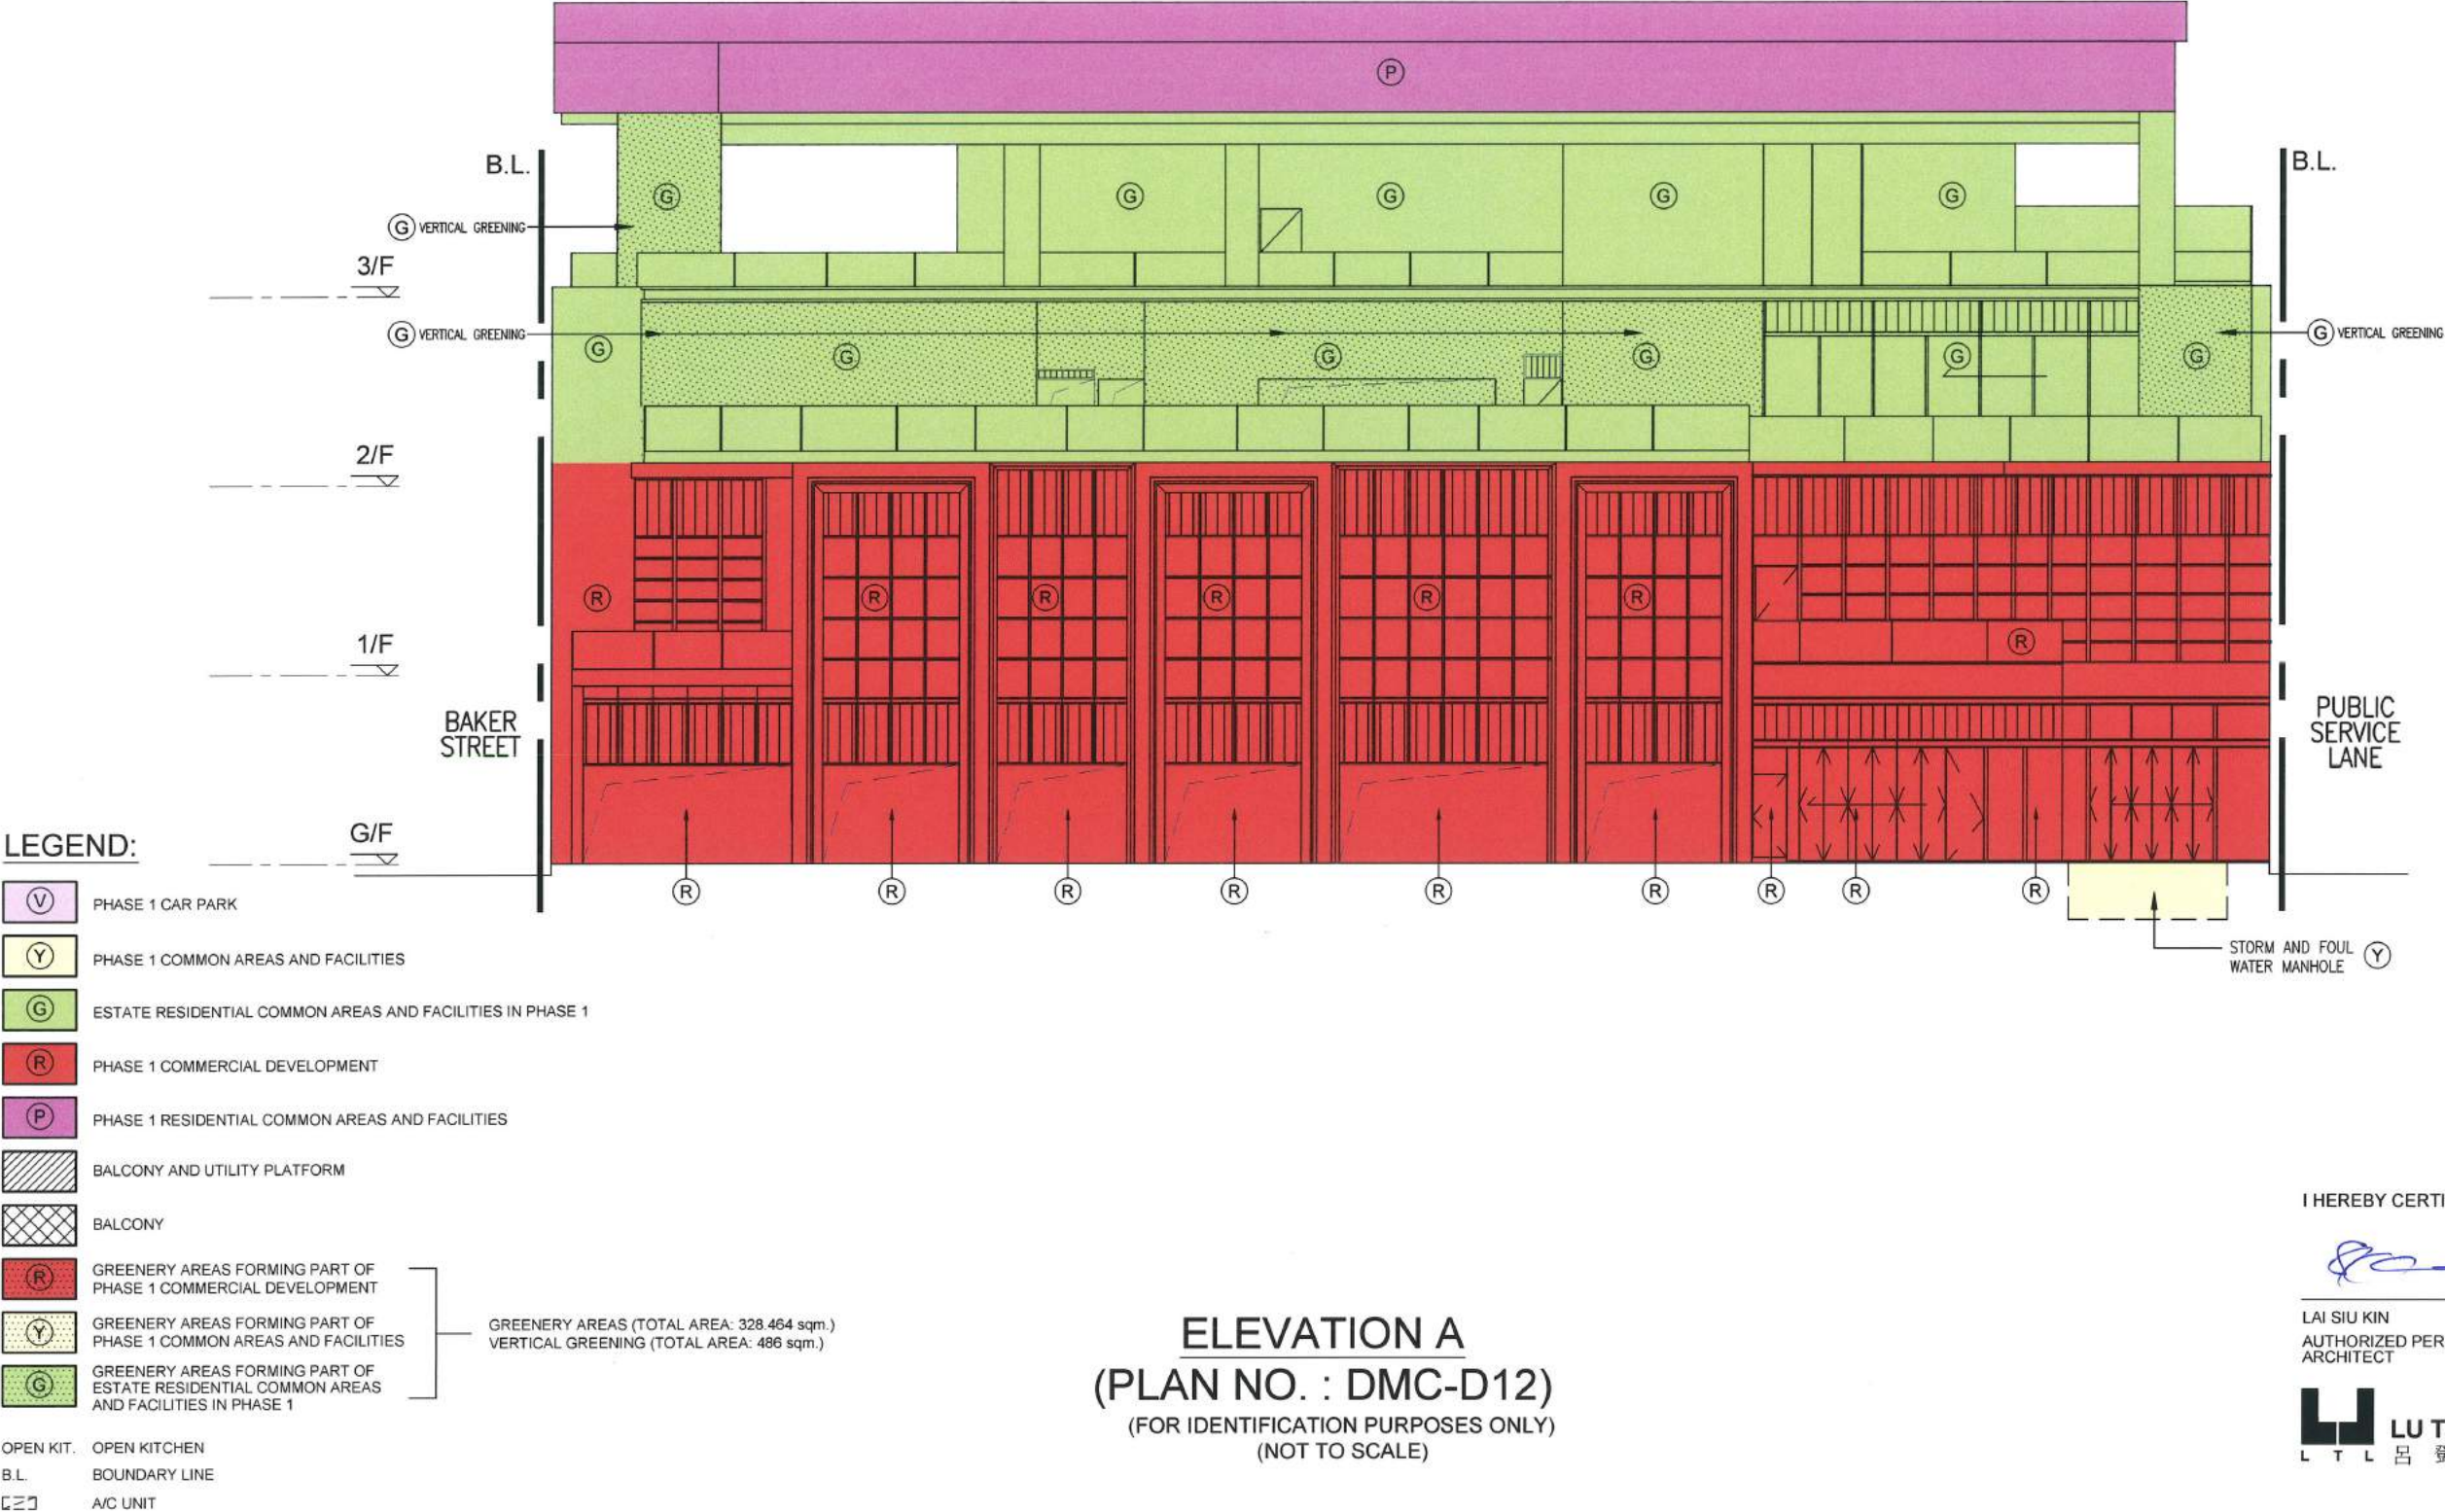 P
B.L.
B.L.
G
G
G
G
G
G VERTICAL GREENING
3/F
G VERTICAL GREENING
G VERTICAL GREENING
G
G
G
G
G
G
2/F
R
R
R
R
R
R
R
1/F
BAKER
STREET
PUBLIC
SERVICE
LANE
G/F
R
R
R
R
R
R
R
R
R
STORM AND FOUL
WATER MANHOLE
Y
LEGEND:
V PHASE 1 CAR PARK
Y PHASE 1 COMMON AREAS AND FACILITIES
G ESTATE RESIDENTIAL COMMON AREAS AND FACILITIES IN PHASE 1
R PHASE 1 COMMERCIAL DEVELOPMENT
P PHASE 1 RESIDENTIAL COMMON AREAS AND FACILITIES
BALCONY AND UTILITY PLATFORM
BALCONY
R GREENERY AREAS FORMING PART OF
PHASE 1 COMMERCIAL DEVELOPMENT
Y GREENERY AREAS FORMING PART OF
PHASE 1 COMMON AREAS AND FACILITIES
G GREENERY AREAS FORMING PART OF
ESTATE RESIDENTIAL COMMON AREAS
AND FACILITIES IN PHASE 1
GREENERY AREAS (TOTAL AREA: 328.464 sqm.)
VERTICAL GREENING (TOTAL AREA: 486 sqm.)
OPEN KIT. OPEN KITCHEN
B.L. BOUNDARY LINE
A/C UNIT
ELEVATION A
(PLAN NO. : DMC-D12)
(FOR IDENTIFICATION PURPOSES ONLY)
(NOT TO SCALE)
I HEREBY CERTI
LAI SIU KIN
AUTHORIZED PER
ARCHITECT
LU T
L T L 呂